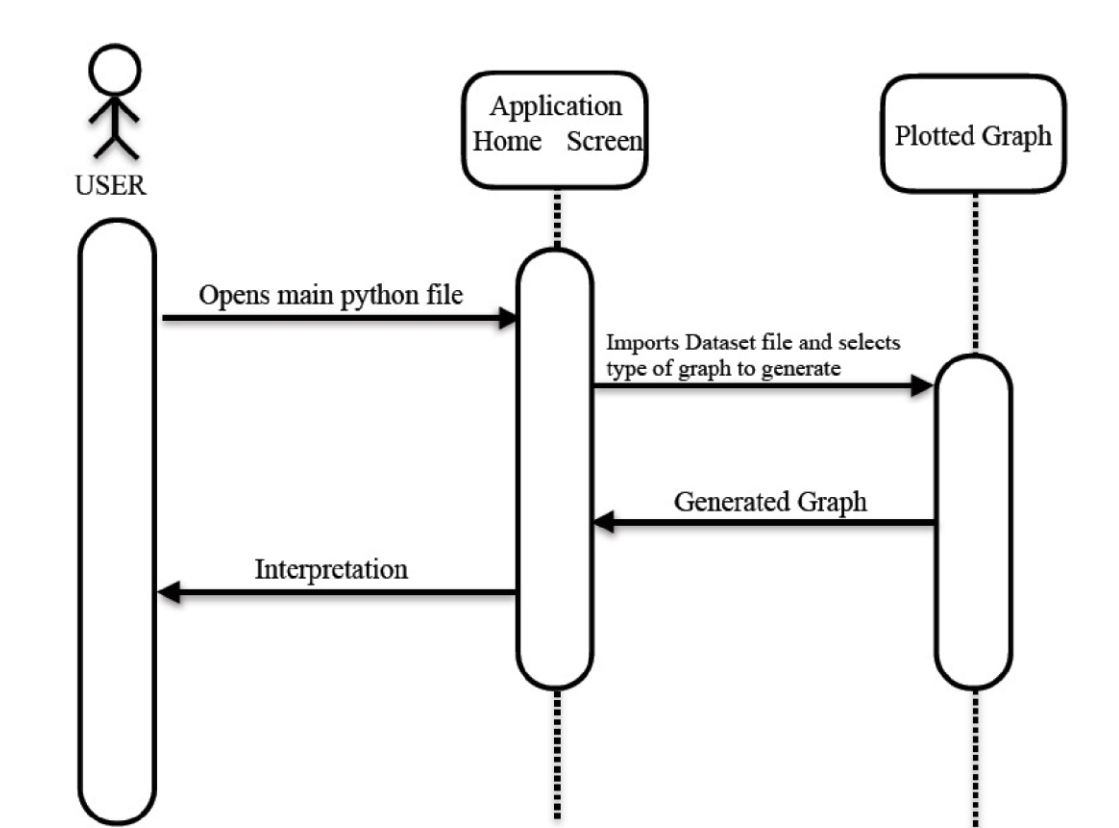 Application
Home Screen
Plotted Graph
USER
Opens main python file
Imports Dataset file and selects
type of graph to generate
Generated Graph
Interpretation